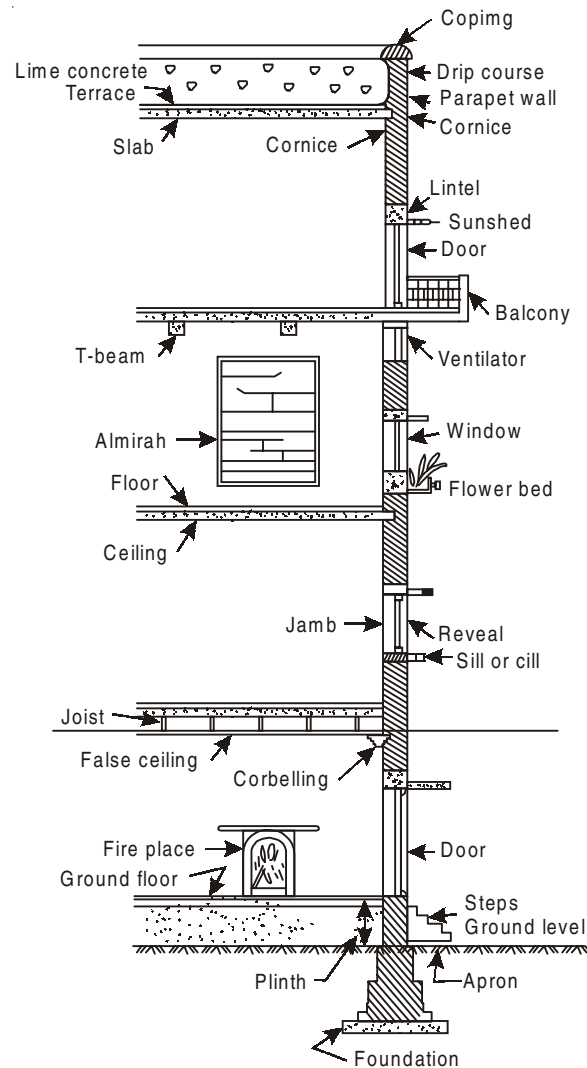 Copimg
Lime concrete
Terrace
Drip course
Parapet wall
Cornice
Slab
Cornice
Lintel
Sunshed
Door
Balcony
T-beam
Ventilator
Almirah
Window
Floor
Flower bed
Ceiling
Jamb
Reveal
Sill or cill
Joist
False ceiling
Corbelling
Fire place
Door
Ground floor
Steps
Ground level
Plinth
Apron
Foundation